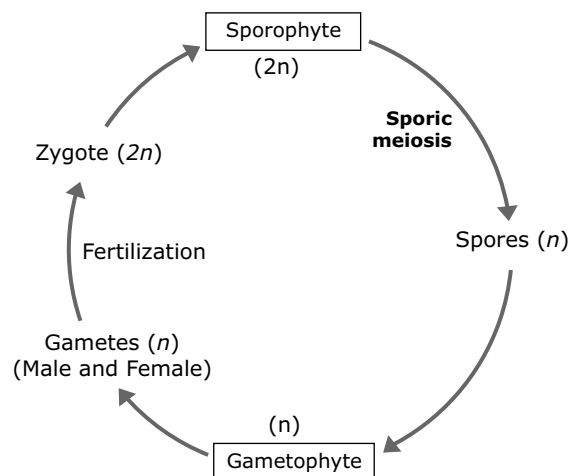 Sporophyte
(2n)
Sporic
meiosis
Zygote (2n)
Spores (n)
Fertilization
Gametes (n)
(Male and Female)
(n)
Gametophyte